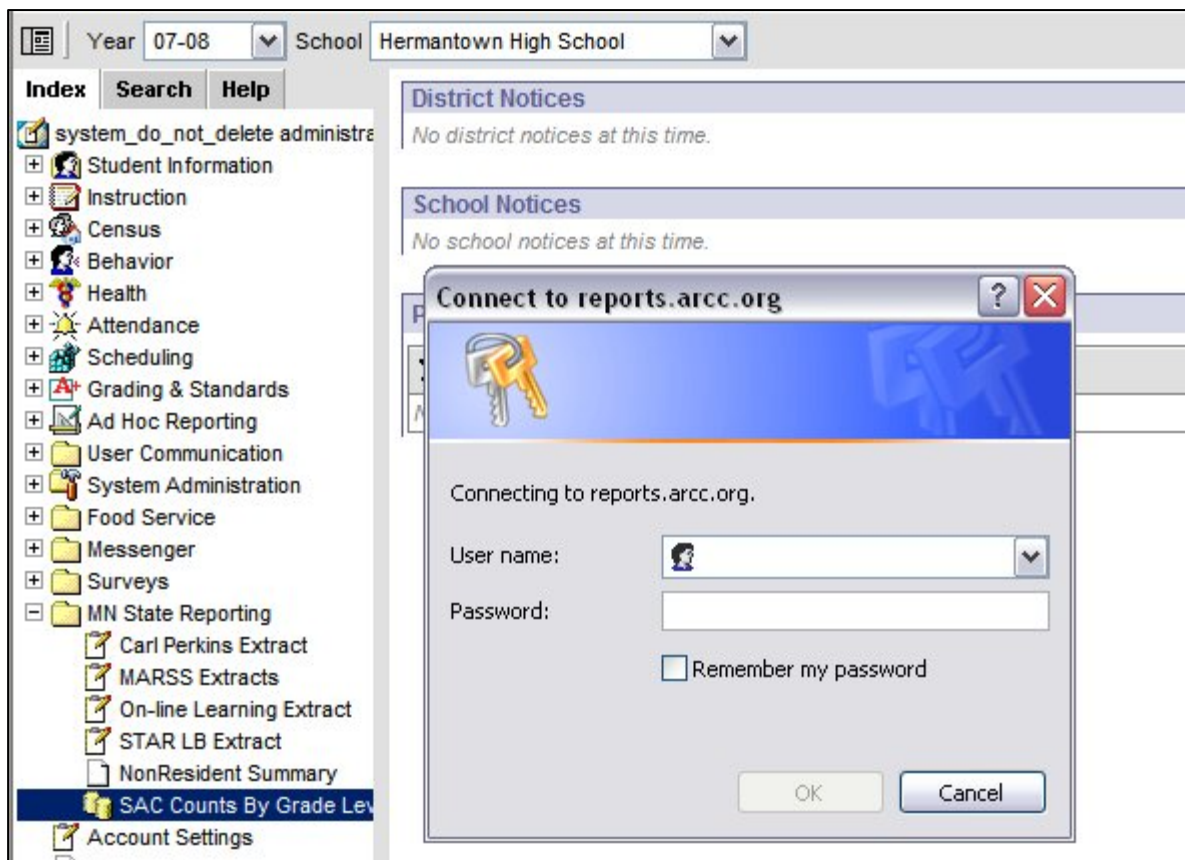 Year 07-08 School Hermantown High School
Index Search Help
system_do_not_delete administra
Student Information
Instruction
Census
Behavior
Health
Attendance
Scheduling
Grading & Standards
Ad Hoc Reporting
User Communication
System Administration
Food Service
Messenger
Surveys
MN State Reporting
Carl Perkins Extract
MARSS Extracts
On-line Learning Extract
STAR LB Extract
NonResident Summary
SAC Counts By Grade Lev
Account Settings
District Notices
No district notices at this time.
School Notices
No school notices at this time.
Connect to reports.arcc.org
Connecting to reports.arcc.org.
User name:
Password:
Remember my password
OK Cancel